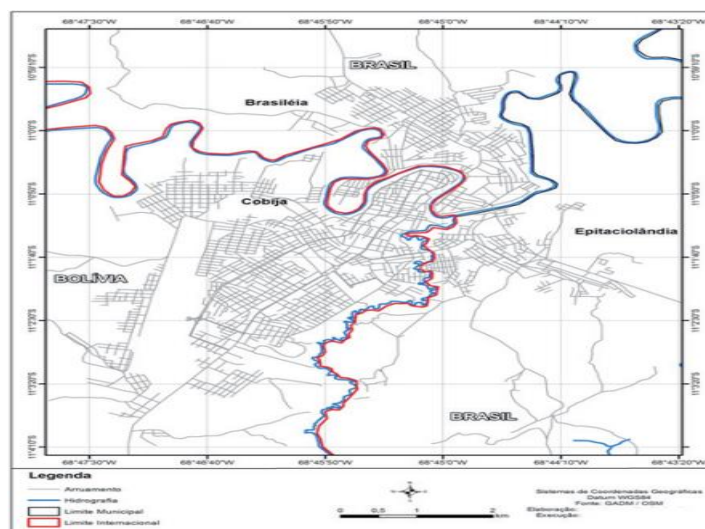 68°47'30"O 68°46'40"O 68°45'50"O 68°45'0"O 68°44'10"O 68°43'20"O
BRASIL
Brasiléia
Cobija
Epitaciolândia
BOLÍVIA
BRASIL
68°47'30"O 68°46'40"O 68°45'50"O 68°45'0"O 68°44'10"O 68°43'20"O
Legenda
Arruamento
Hidrografia
Limite Municipal
Limite Internacional
0 0,5 1 2
km
Sistemas de Coordenadas Geográficas
Datum WGS84
Fonte: GADM / OSM
Elaboração:
Execução: